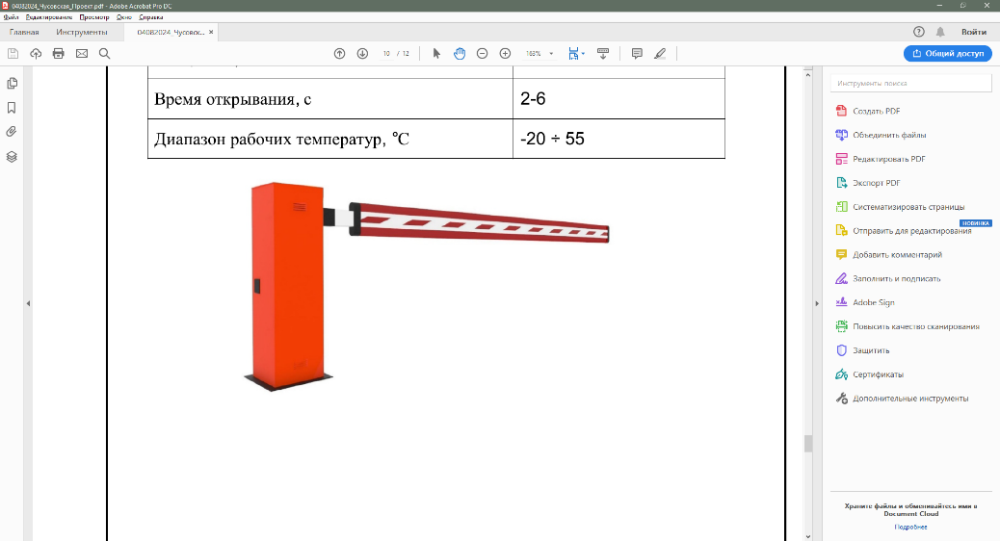 04082024_Чусовская_Проект.pdf - Adobe Acrobat Pro DC
Файл Редактирование Просмотр Окно Справка
Главная Инструменты 04082024_Чусовск... × Войти
10 / 12 168% Общий доступ
Инструменты поиска
Время открывания, с 2-6
Диапазон рабочих температур, °C -20 ÷ 55
Создать PDF
Объединить файлы
Редактировать PDF
Экспорт PDF
Систематизировать страницы
НОВИНКА
Отправить для редактирования
Добавить комментарий
Заполнить и подписать
Adobe Sign
Повысить качество сканирования
Защитить
Сертификаты
Дополнительные инструменты
Храните файлы и обменивайтесь ими в
Document Cloud
Подробнее